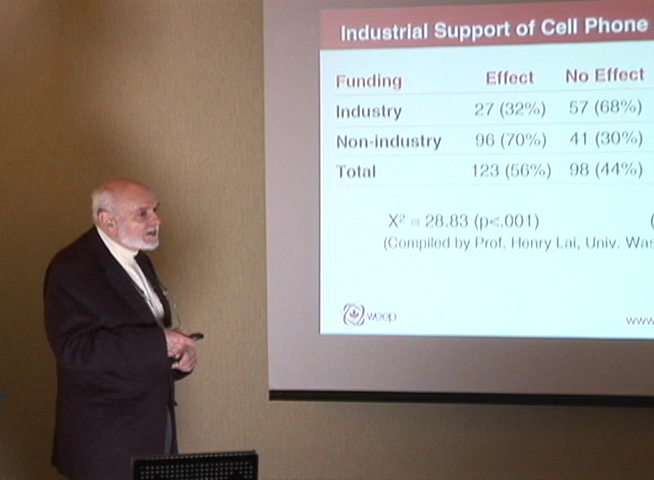 Industrial Support of Cell Phone
Funding Effect No Effect
Industry 27 (32%) 57 (68%)
Non-industry 96 (70%) 41 (30%)
Total 123 (56%) 98 (44%)
X² = 28.83 (p<.001) (
(Compiled by Prof. Henry Lai, Univ. Was
weep www